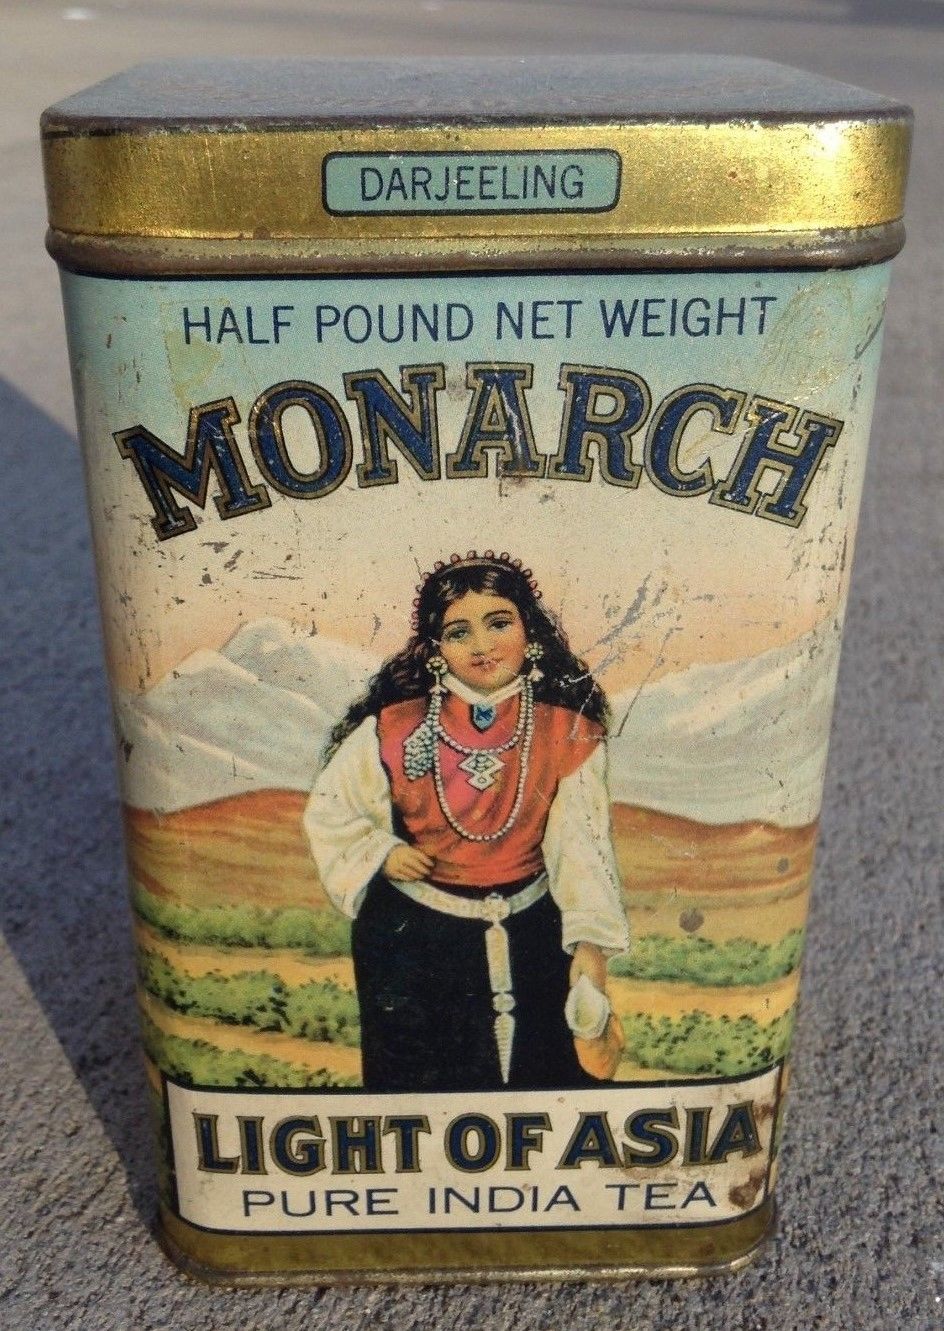 DARJEELING
HALF POUND NET WEIGHT
MONARCH
LIGHT OF ASIA
PURE INDIA TEA